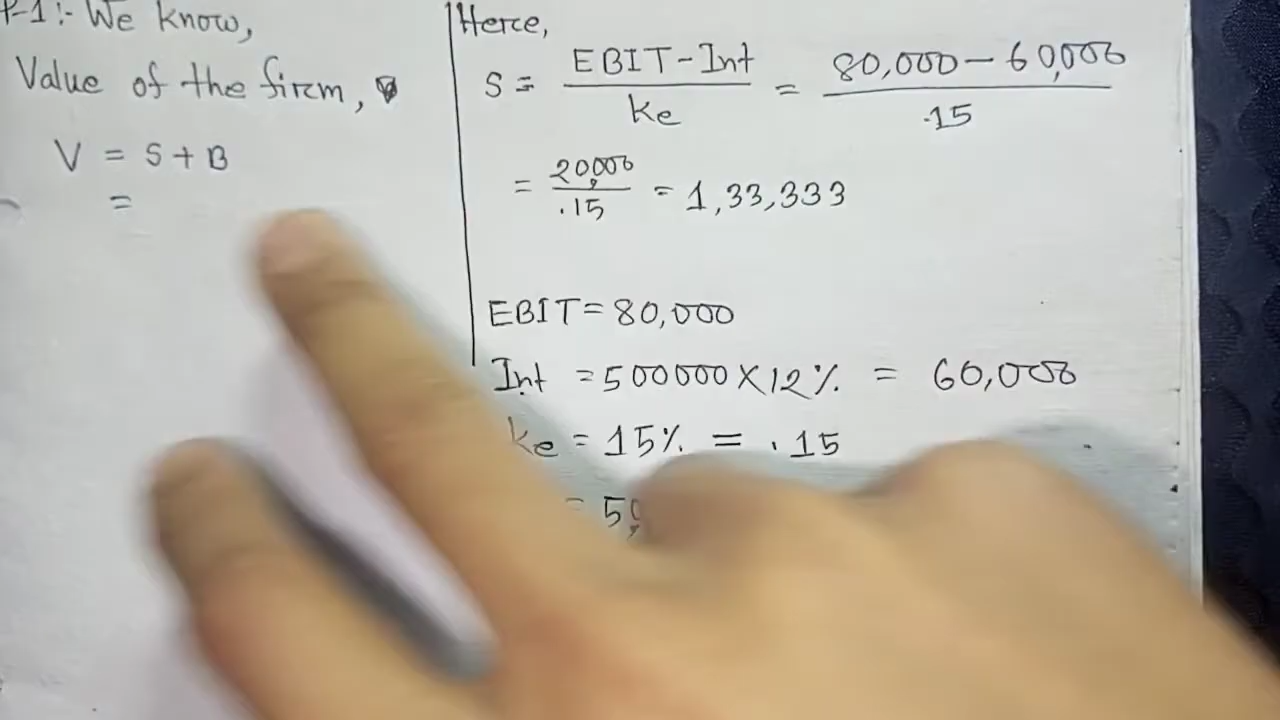 P-1:- We know,
Value of the firm,
V = S + B
=
Here,
S = EBIT - Int / ke = 80,000 - 60,000 / .15
= 20,000 / .15 = 1,33,333
EBIT = 80,000
Int = 500000 X 12% = 60,000
ke = 15% = .15
=